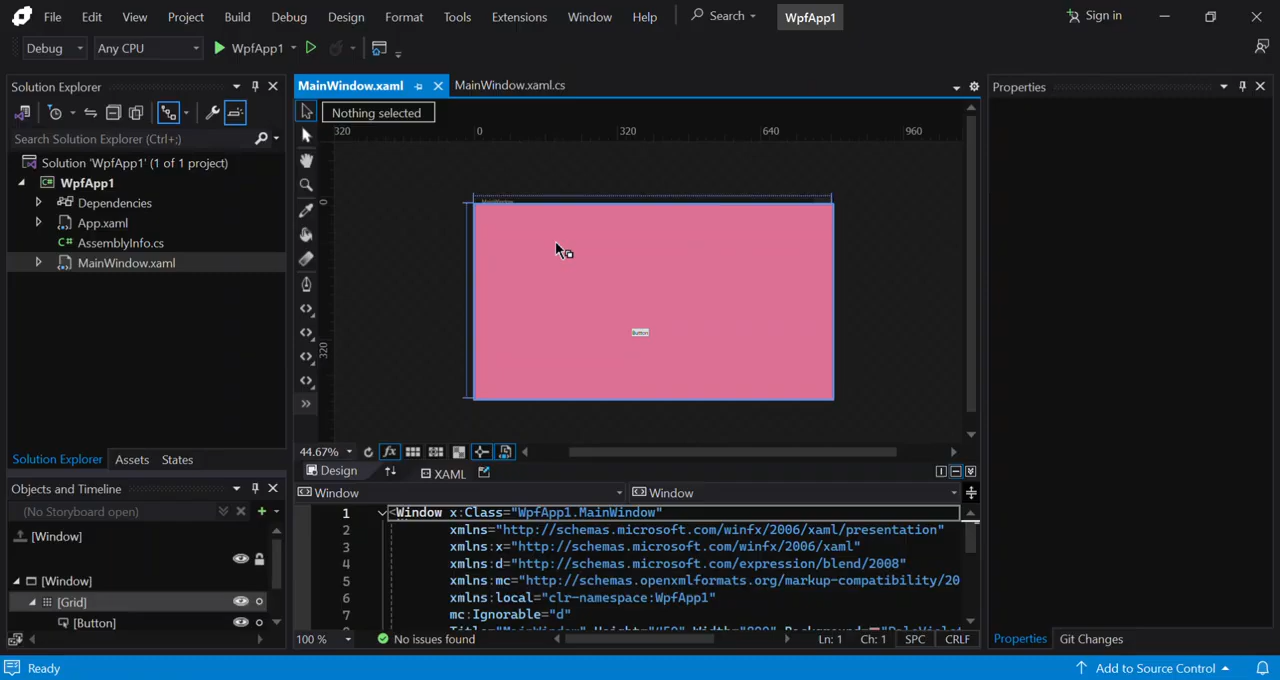 File Edit View Project Build Debug Design Format Tools Extensions Window Help Search WpfApp1 Sign in
Debug Any CPU WpfApp1
Solution Explorer
MainWindow.xaml MainWindow.xaml.cs
Properties
Nothing selected
Search Solution Explorer (Ctrl+;)
320 0 320 640 960
Solution 'WpfApp1' (1 of 1 project)
WpfApp1
Dependencies
App.xaml
AssemblyInfo.cs
MainWindow.xaml
MainWindow
0
Button
320
44.67%
Solution Explorer Assets States
Design XAML
Objects and Timeline
Window Window
(No Storyboard open)
[Window]
[Window]
[Grid]
[Button]
1 <Window x:Class="WpfApp1.MainWindow"
2 xmlns="http://schemas.microsoft.com/winfx/2006/xaml/presentation"
3 xmlns:x="http://schemas.microsoft.com/winfx/2006/xaml"
4 xmlns:d="http://schemas.microsoft.com/expression/blend/2008"
5 xmlns:mc="http://schemas.openxmlformats.org/markup-compatibility/20
6 xmlns:local="clr-namespace:WpfApp1"
7 mc:Ignorable="d"
100 % No issues found Ln: 1 Ch: 1 SPC CRLF
Properties Git Changes
Ready
Add to Source Control